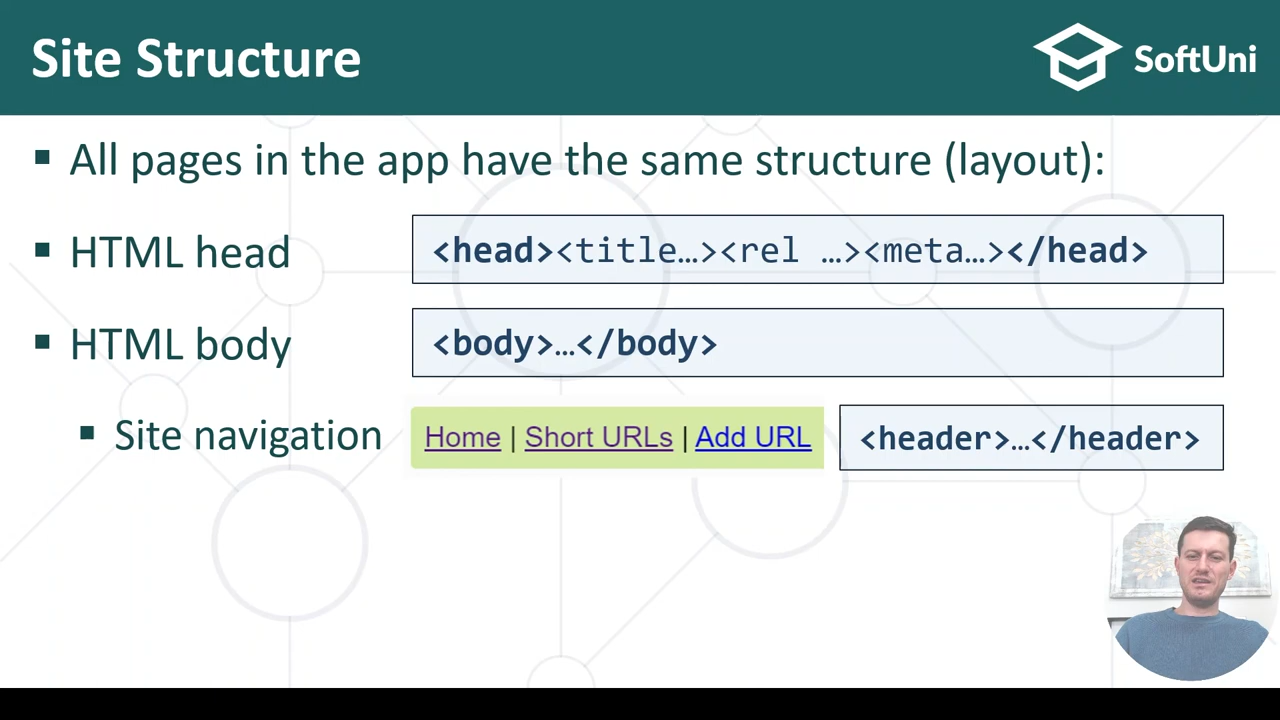 Site Structure
SoftUni
▪ All pages in the app have the same structure (layout):
▪ HTML head
<head><title…><rel …><meta…></head>
▪ HTML body
<body>…</body>
▪ Site navigation
Home | Short URLs | Add URL
<header>…</header>